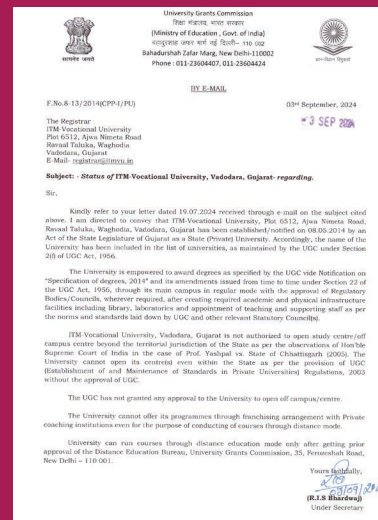 University Grants Commission
शिक्षा मंत्रालय, भारत सरकार
(Ministry of Education , Govt. of India)
बहादुरशाह ज़फर मार्ग नई दिल्ली– 110 002
Bahadurshah Zafar Marg, New Delhi-110002
Phone : 011-23604407, 011-23604424
सत्यमेव जयते
ज्ञान-विज्ञान विमुक्तये
BY E-MAIL
F.No.8-13/2014(CPP-I/PU)
03rd September, 2024
- 3 SEP 2024
The Registrar
ITM-Vocational University
Plot 6512, Ajwa Nimeta Road
Ravaal Taluka, Waghodia
Vadodara, Gujarat
E-Mail- registrar@itmvu.in
Subject: - Status of ITM-Vocational University, Vadodara, Gujarat- regarding.
Sir,
Kindly refer to your letter dated 19.07.2024 received through e-mail on the subject cited
above. I am directed to convey that ITM-Vocational University, Plot 6512, Ajwa Nimeta Road,
Ravaal Taluka, Waghodia, Vadodara, Gujarat has been established/notified on 08.05.2014 by an
Act of the State Legislature of Gujarat as a State (Private) University. Accordingly, the name of the
University has been included in the list of universities, as maintained by the UGC under Section
2(f) of UGC Act, 1956.
The University is empowered to award degrees as specified by the UGC vide Notification on
"Specification of degrees, 2014" and its amendments issued from time to time under Section 22 of
the UGC Act, 1956, through its main campus in regular mode with the approval of Regulatory
Bodies/Councils, wherever required, after creating required academic and physical infrastructure
facilities including library, laboratories and appointment of teaching and supporting staff as per
the norms and standards laid down by UGC and other relevant Statutory Council(s).
ITM-Vocational University, Vadodara, Gujarat is not authorized to open study centre/off
campus centre beyond the territorial jurisdiction of the State as per the observations of Hon'ble
Supreme Court of India in the case of Prof. Yashpal vs. State of Chhattisgarh (2005). The
University cannot open its centre(s) even within the State as per the provision of UGC
(Establishment of and Maintenance of Standards in Private Universities) Regulations, 2003
without the approval of UGC.
The UGC has not granted any approval to the University to open off campus/centre.
The University cannot offer its programmes through franchising arrangement with Private
coaching institutions even for the purpose of conducting of courses through distance mode.
University can run courses through distance education mode only after getting prior
approval of the Distance Education Bureau, University Grants Commission, 35, Ferozeshah Road,
New Delhi – 110 001.
Yours faithfully,
(R.I.S Bhardwaj)
Under Secretary